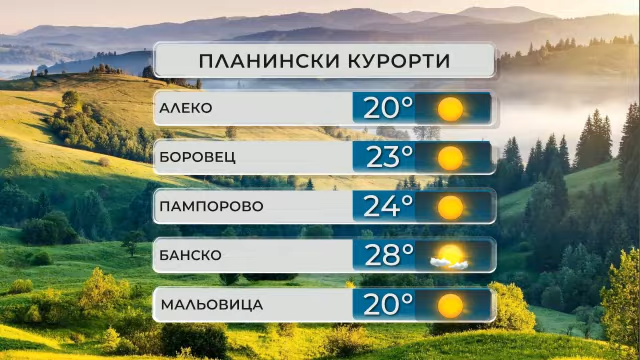 ПЛАНИНСКИ КУРОРТИ
АЛЕКО 20°
БОРОВЕЦ 23°
ПАМПОРОВО 24°
БАНСКО 28°
МАЛЬОВИЦА 20°